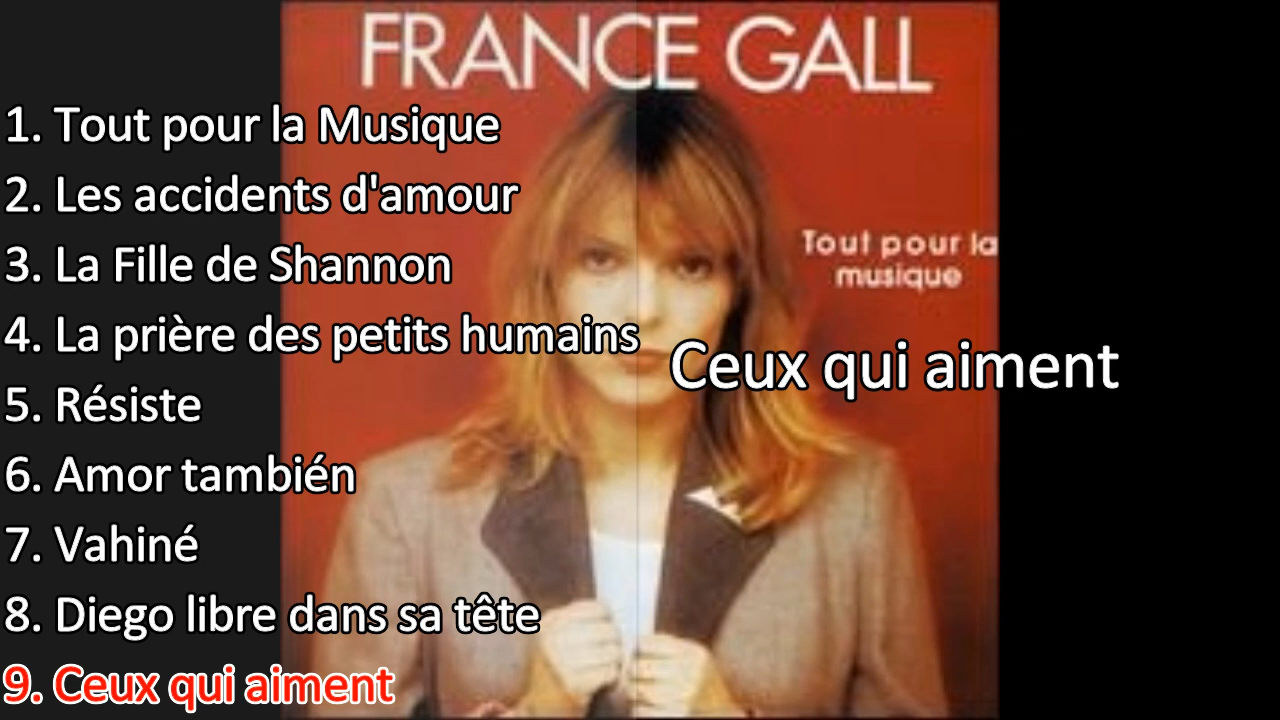 FRANCE GALL
1. Tout pour la Musique
2. Les accidents d'amour
3. La Fille de Shannon
4. La prière des petits humains
5. Résiste
6. Amor también
7. Vahiné
8. Diego libre dans sa tête
9. Ceux qui aiment
Tout pour la
musique
Ceux qui aiment